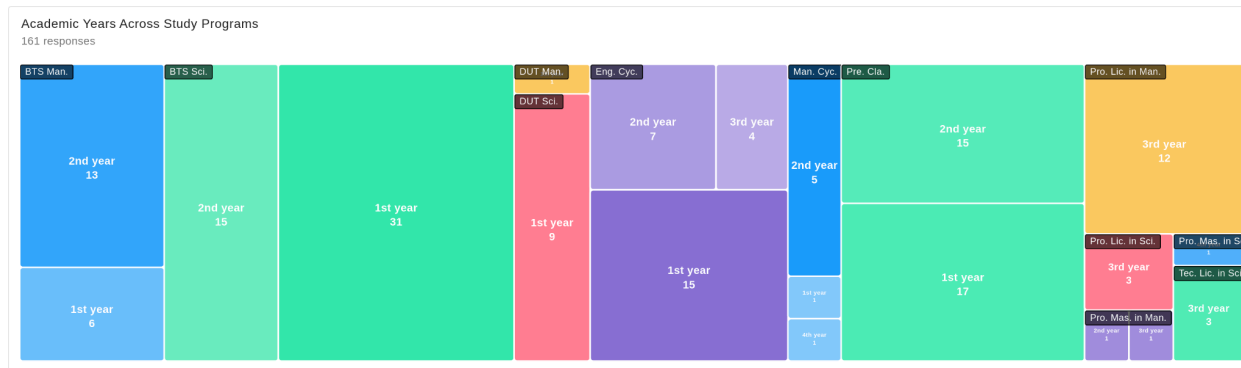 Academic Years Across Study Programs
161 responses
BTS Man.
2nd year
13
1st year
6
BTS Sci.
2nd year
15
1st year
31
DUT Man.
DUT Sci.
1st year
9
Eng. Cyc.
2nd year
7
3rd year
4
1st year
15
Man. Cyc.
2nd year
5
1st year
1
4th year
1
Pre. Cla.
2nd year
15
1st year
17
Pro. Lic. in Man.
3rd year
12
Pro. Lic. in Sci.
3rd year
3
Pro. Mas. in Man.
2nd year
1
3rd year
1
Pro. Mas. in S
1
Tec. Lic. in Sci
3rd year
3